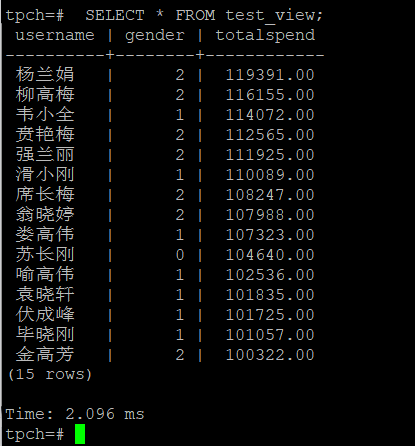 tpch=#  SELECT * FROM test_view;
 username | gender | totalspend
----------+--------+------------
 杨兰娟   |      2 |  119391.00
 柳高梅   |      2 |  116155.00
 韦小全   |      1 |  114072.00
 贲艳梅   |      2 |  112565.00
 强兰丽   |      2 |  111925.00
 滑小刚   |      1 |  110089.00
 席长梅   |      2 |  108247.00
 翁晓婷   |      2 |  107988.00
 娄高伟   |      1 |  107323.00
 苏长刚   |      0 |  104640.00
 喻高伟   |      1 |  102536.00
 袁晓轩   |      1 |  101835.00
 伏成峰   |      1 |  101725.00
 毕晓刚   |      1 |  101057.00
 金高芳   |      2 |  100322.00
(15 rows)

Time: 2.096 ms
tpch=#